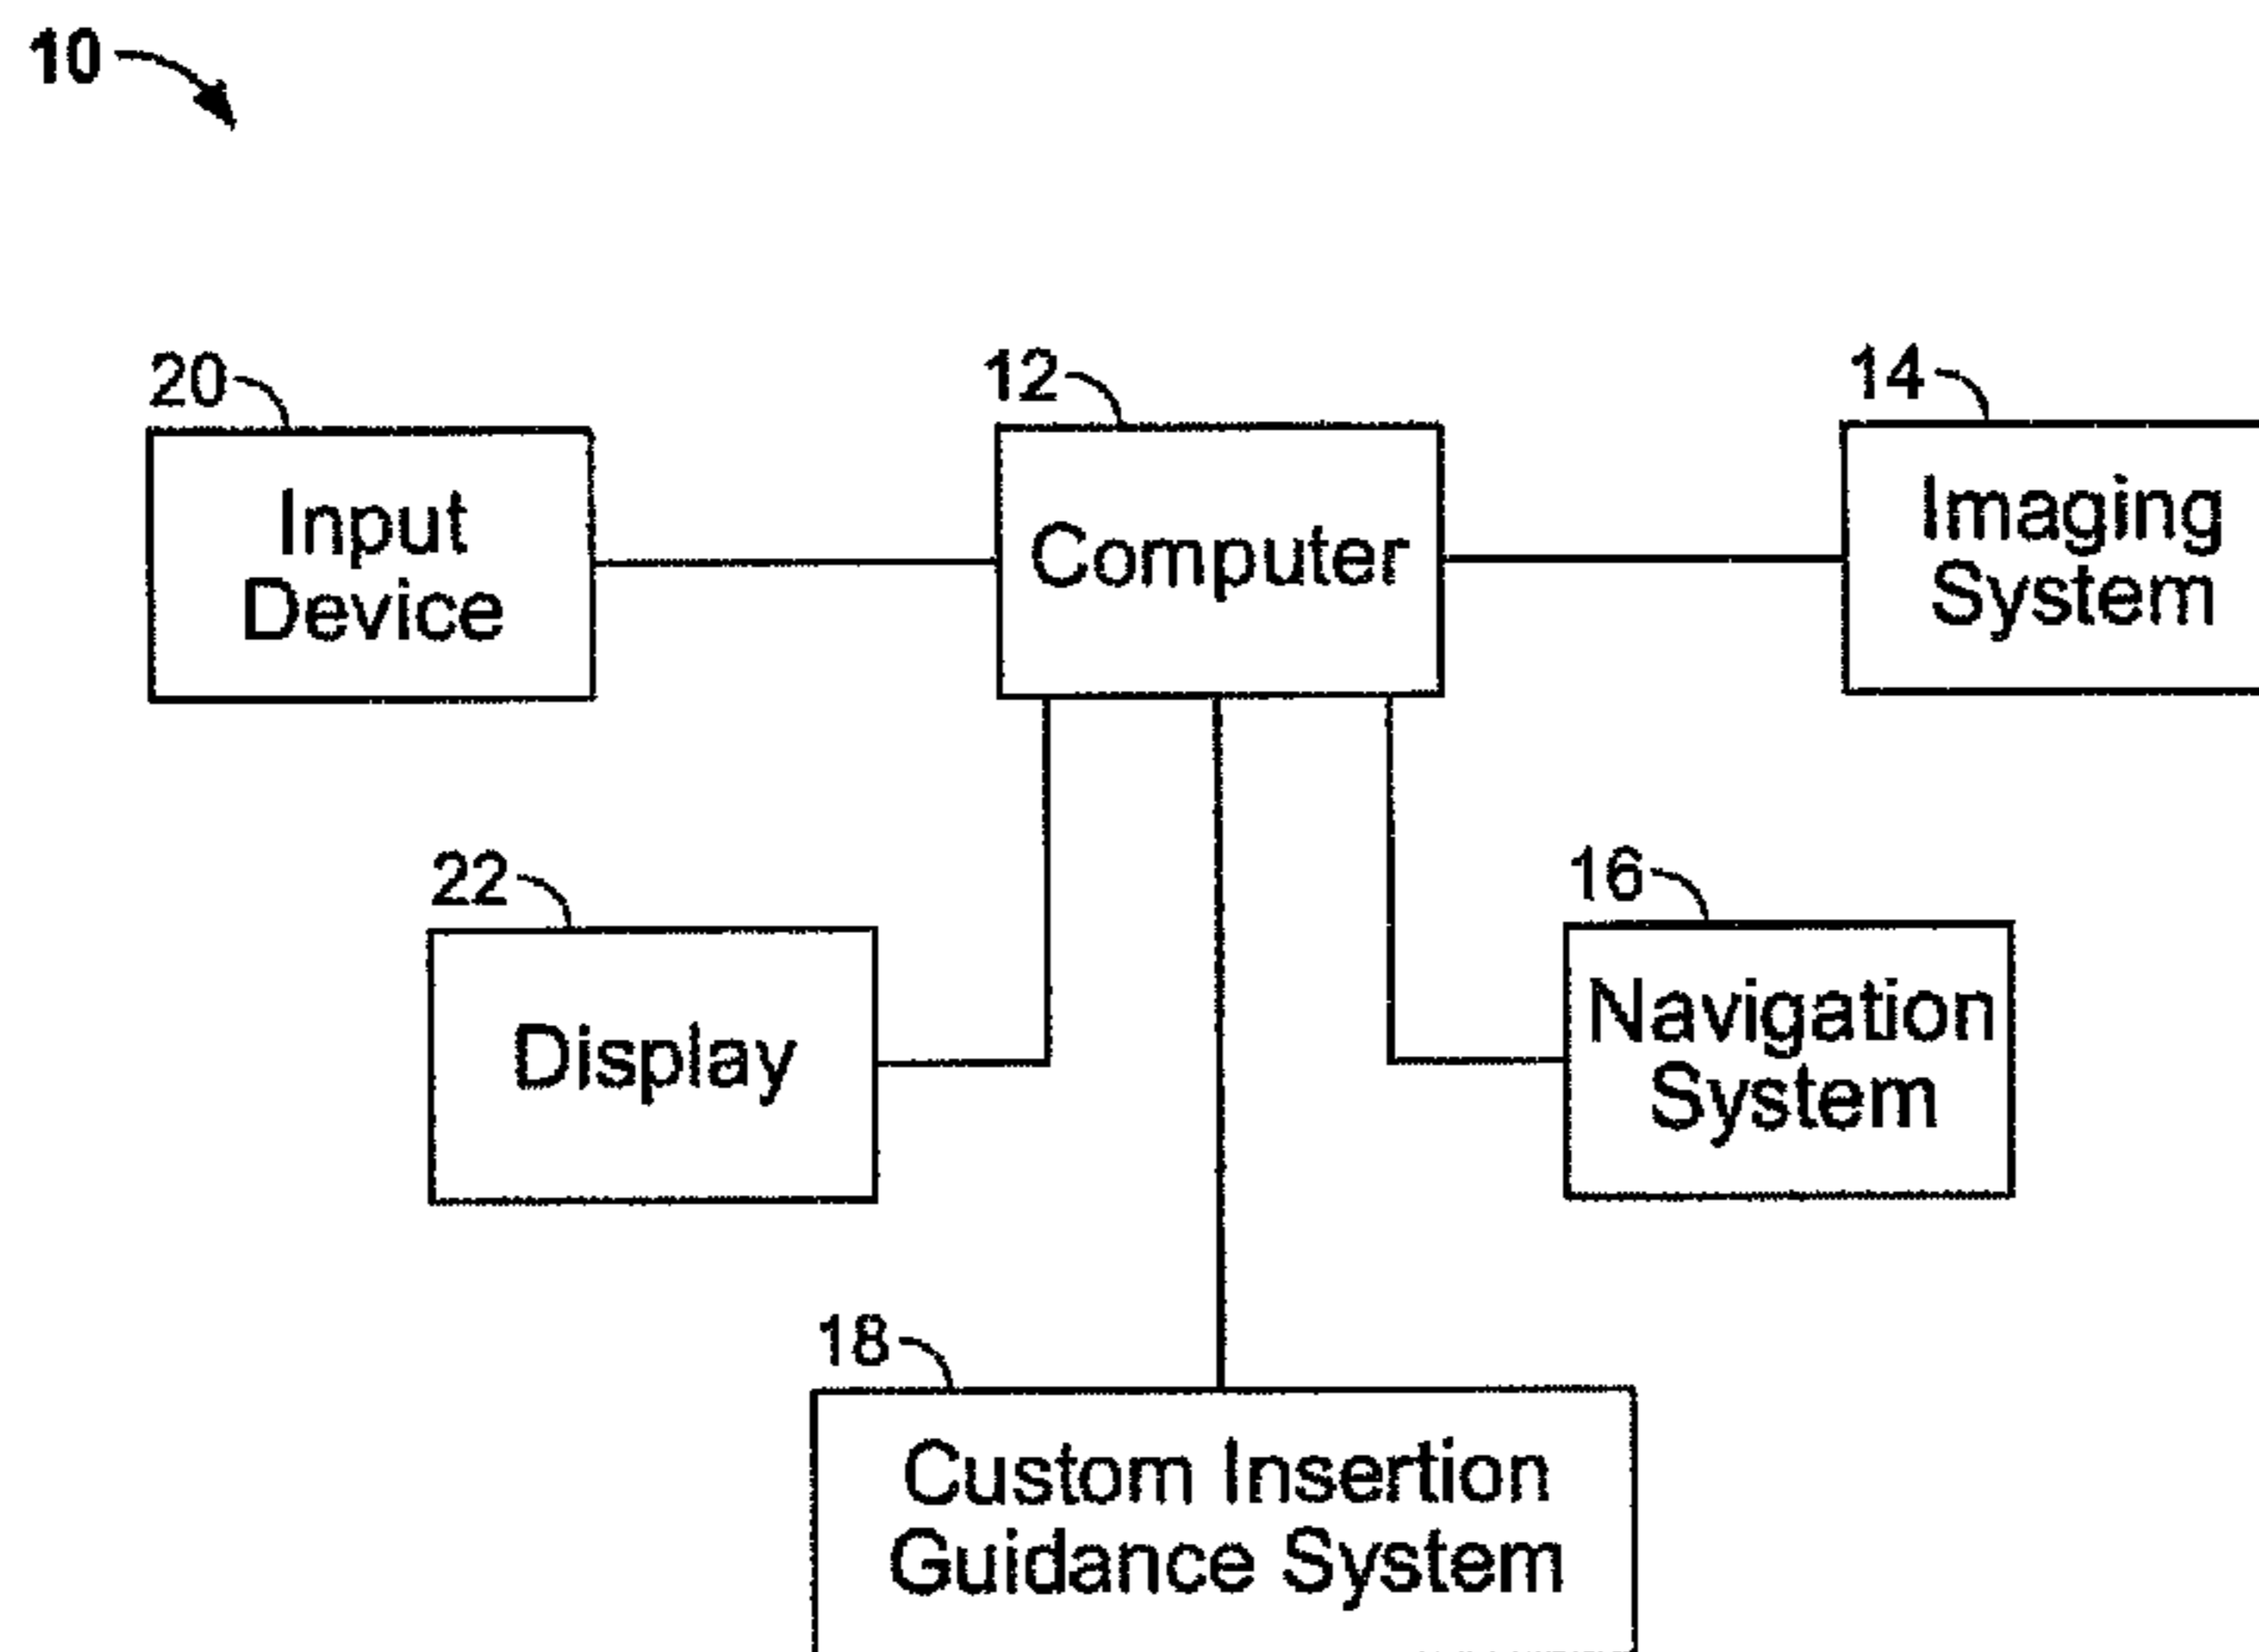 10
20
12
14
Input
Device
Computer
Imaging
System
22
16
Display
Navigation
System
18
Custom Insertion
Guidance System